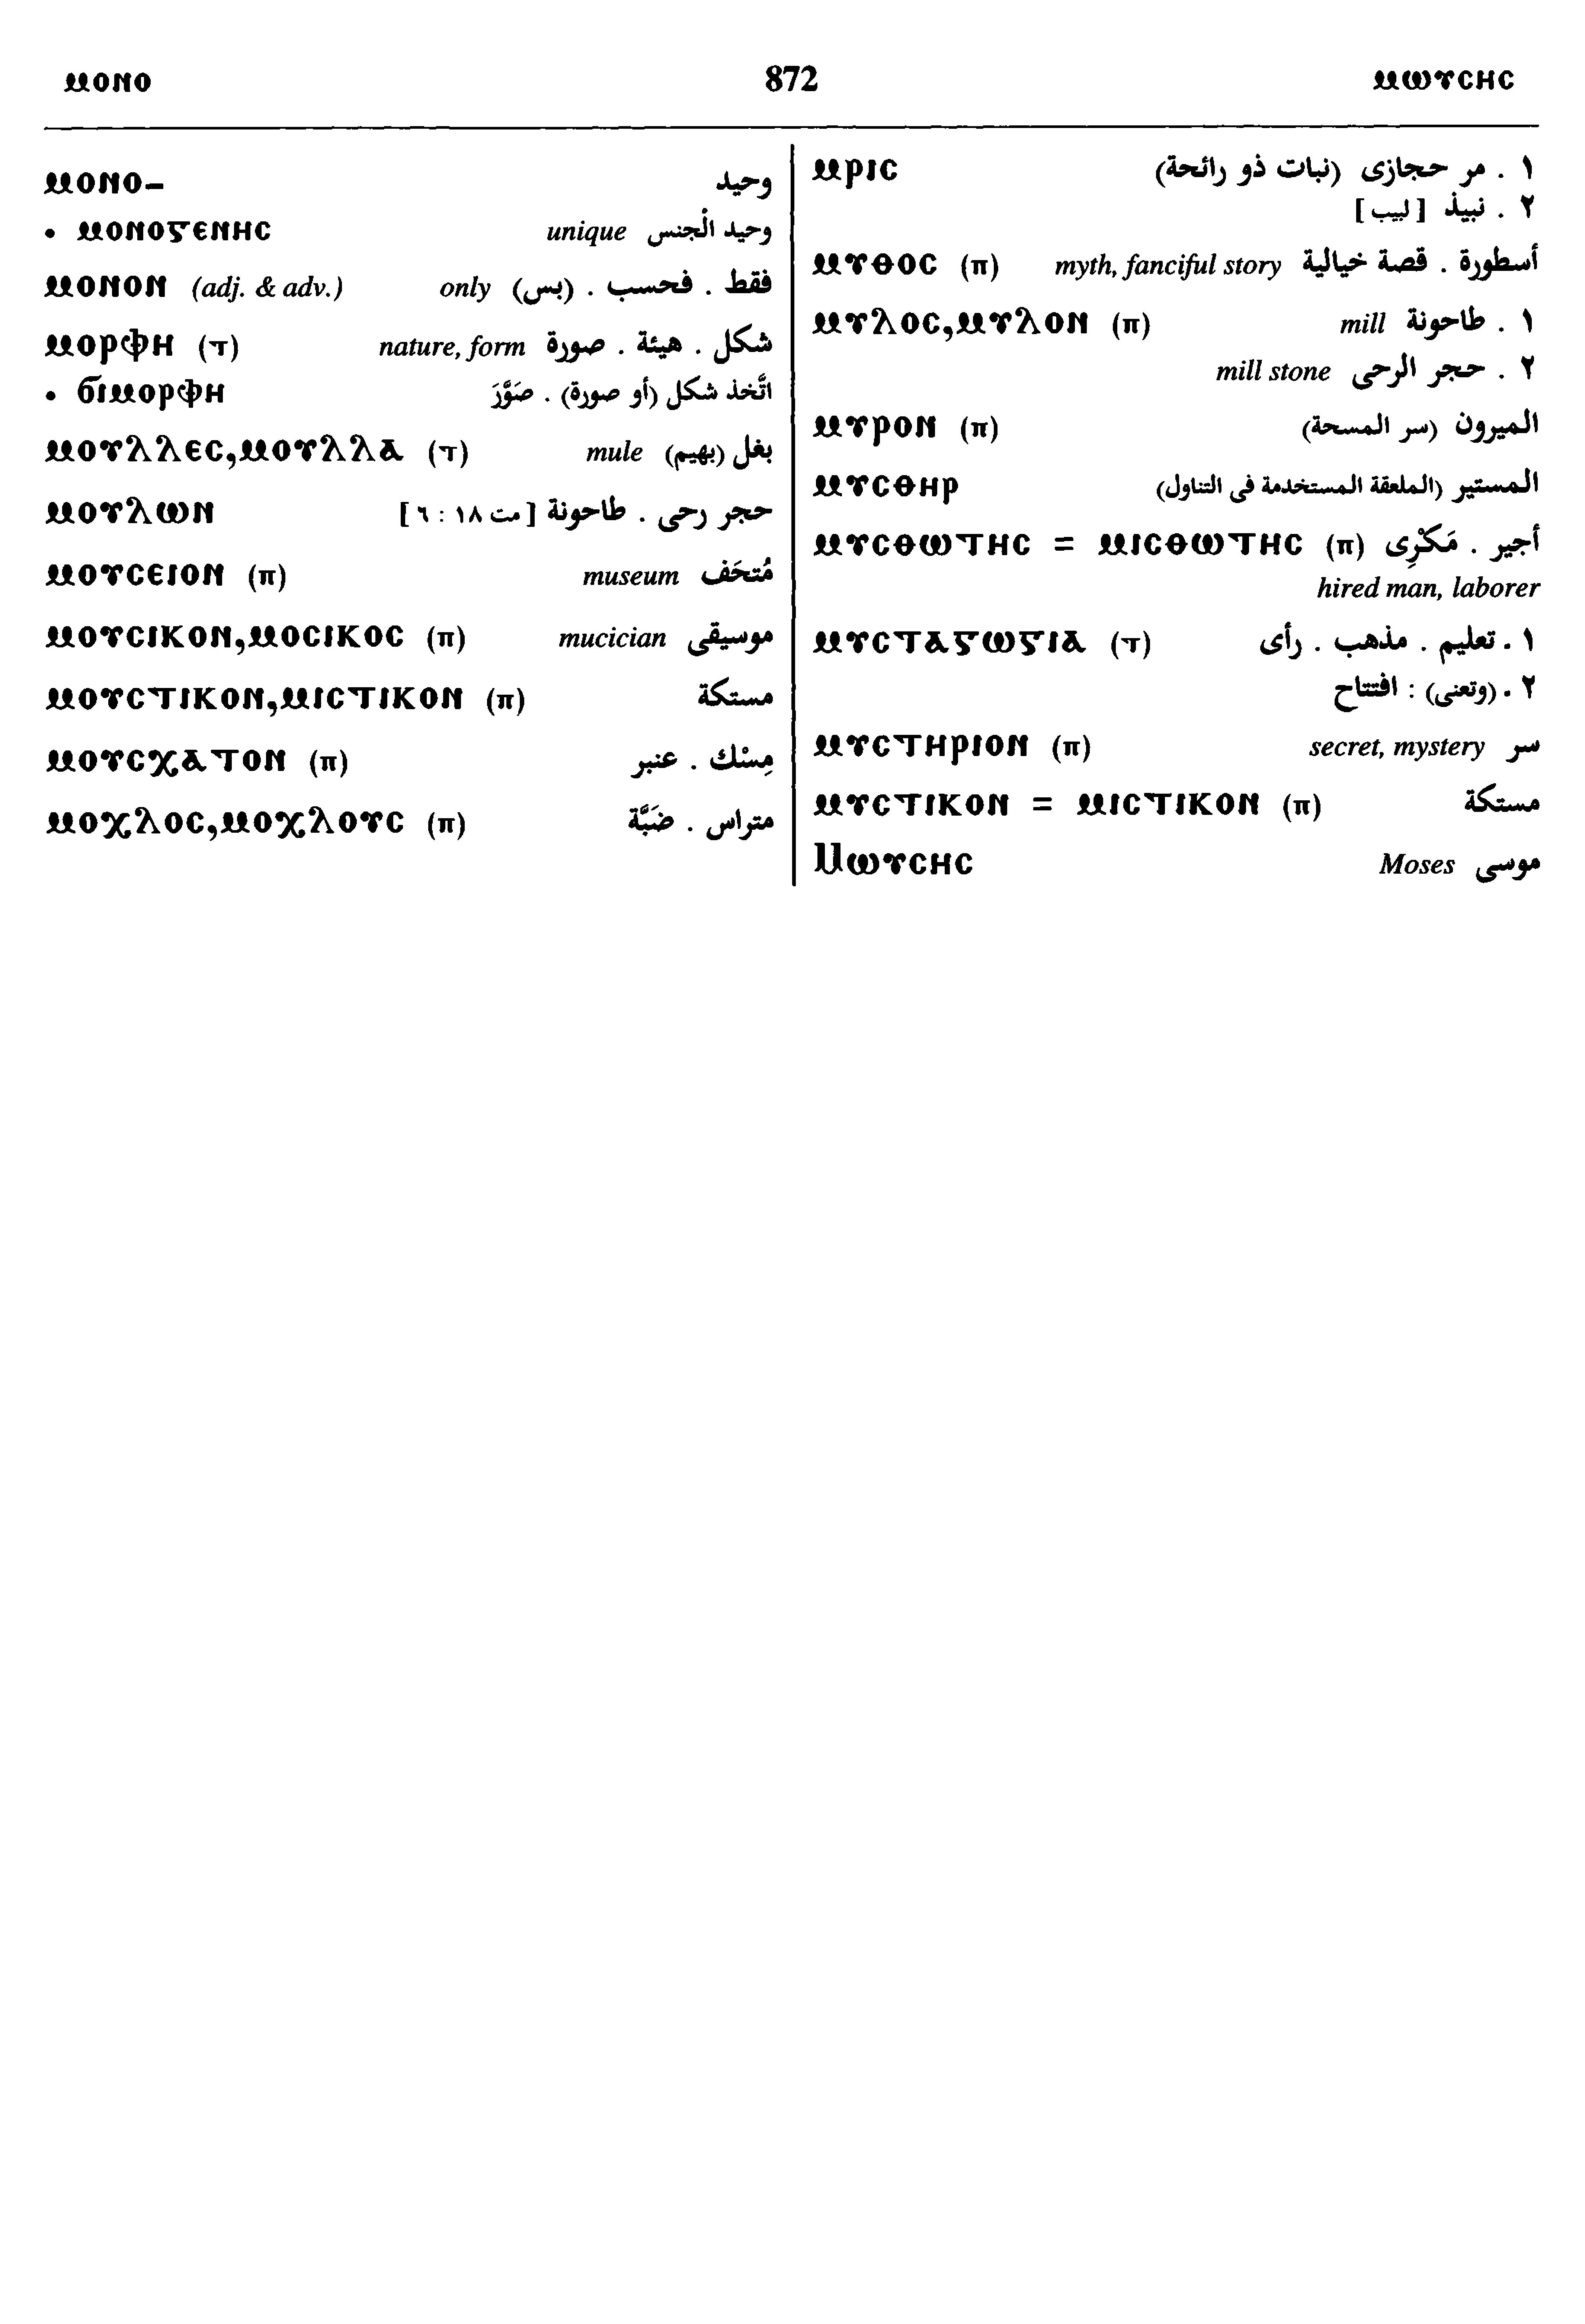 ⲙⲟⲛⲟ 872 ⲙⲱⲩⲥⲏⲥ
ⲙⲟⲛⲟ– وحيد
• ⲙⲟⲛⲟⲅⲉⲛⲏⲥ unique وحيد الْجنس
ⲙⲟⲛⲟⲛ (adj. & adv.) only فقط . فحسب . (بس)
ⲙⲟⲣⲫⲏ (ⲧ) nature, form شكل . هيئة . صورة
• ϭⲓⲙⲟⲣⲫⲏ اتَّخذ شكل (أو صورة) . صَوَّرَ
ⲙⲟⲩⲗⲗⲉⲥ,ⲙⲟⲩⲗⲗⲁ (ⲧ) mule بغل (بهيم)
ⲙⲟⲩⲗⲱⲛ حجر رحى . طاحونة [مت ١٨ : ٦]
ⲙⲟⲩⲥⲉⲓⲟⲛ (ⲡ) museum مُتحَف
ⲙⲟⲩⲥⲓⲕⲟⲛ,ⲙⲟⲥⲓⲕⲟⲥ (ⲡ) mucician موسيقى
ⲙⲟⲩⲥⲧⲓⲕⲟⲛ,ⲙⲓⲥⲧⲓⲕⲟⲛ (ⲡ) مستكة
ⲙⲟⲩⲥⲭⲁⲧⲟⲛ (ⲡ) مِسْك . عنبر
ⲙⲟⲭⲗⲟⲥ,ⲙⲟⲭⲗⲟⲩⲥ (ⲡ) متراس . ضَبَّة
ⲙⲣⲓⲥ ١ . مر حجازى (نبات ذو رائحة)
٢ . نبيذ [لبيب]
ⲙⲩⲑⲟⲥ (ⲡ) myth, fanciful story أسطورة . قصة خيالية
ⲙⲩⲗⲟⲥ,ⲙⲩⲗⲟⲛ (ⲡ) mill ١ . طاحونة
mill stone ٢ . حجر الرحى
ⲙⲩⲣⲟⲛ (ⲡ) الميرون (سر المسحة)
ⲙⲩⲥⲑⲏⲣ المستير (الملعقة المستخدمة فى التناول)
ⲙⲩⲥⲑⲱⲧⲏⲥ = ⲙⲓⲥⲑⲱⲧⲏⲥ (ⲡ) أجير . مَكْرِى
hired man, laborer
ⲙⲩⲥⲧⲁⲅⲱⲅⲓⲁ (ⲧ) ١ . تعليم . مذهب . رأى
٢ . (وتعنى) : افتتاح
ⲙⲩⲥⲧⲏⲣⲓⲟⲛ (ⲡ) secret, mystery سر
ⲙⲩⲥⲧⲓⲕⲟⲛ = ⲙⲓⲥⲧⲓⲕⲟⲛ (ⲡ) مستكة
Ⲙⲱⲩⲥⲏⲥ Moses موسى